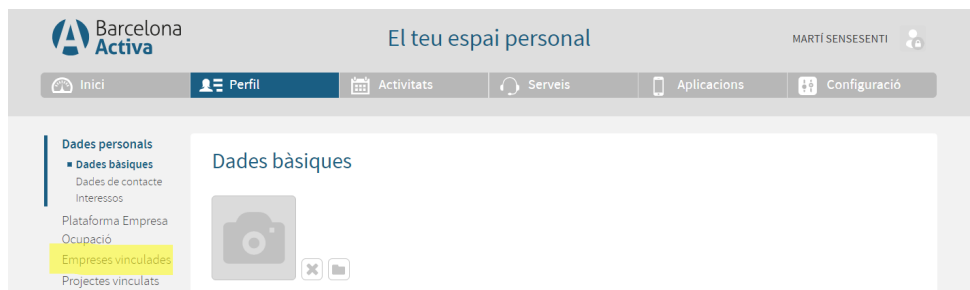 Barcelona
Activa
El teu espai personal
MARTÍ SENSESENTI
Inici
Perfil
Activitats
Serveis
Aplicacions
Configuració
Dades personals
Dades bàsiques
Dades de contacte
Interessos
Plataforma Empresa
Ocupació
Empreses vinculades
Projectes vinculats
Dades bàsiques